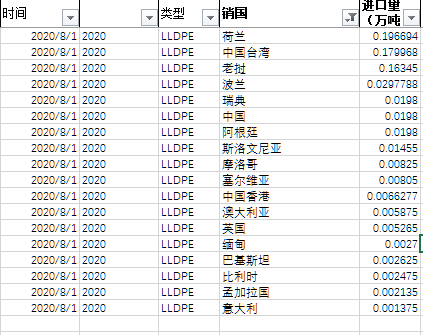 时间 类型 销国 进口量（万吨
2020/8/1 2020 LLDPE 荷兰 0.196694
2020/8/1 2020 LLDPE 中国台湾 0.179968
2020/8/1 2020 LLDPE 老挝 0.16345
2020/8/1 2020 LLDPE 波兰 0.0297788
2020/8/1 2020 LLDPE 瑞典 0.0198
2020/8/1 2020 LLDPE 中国 0.0198
2020/8/1 2020 LLDPE 阿根廷 0.0198
2020/8/1 2020 LLDPE 斯洛文尼亚 0.01455
2020/8/1 2020 LLDPE 摩洛哥 0.00825
2020/8/1 2020 LLDPE 塞尔维亚 0.00805
2020/8/1 2020 LLDPE 中国香港 0.0066277
2020/8/1 2020 LLDPE 澳大利亚 0.005875
2020/8/1 2020 LLDPE 英国 0.005265
2020/8/1 2020 LLDPE 缅甸 0.0027
2020/8/1 2020 LLDPE 巴基斯坦 0.002625
2020/8/1 2020 LLDPE 比利时 0.002475
2020/8/1 2020 LLDPE 孟加拉国 0.002135
2020/8/1 2020 LLDPE 意大利 0.001375